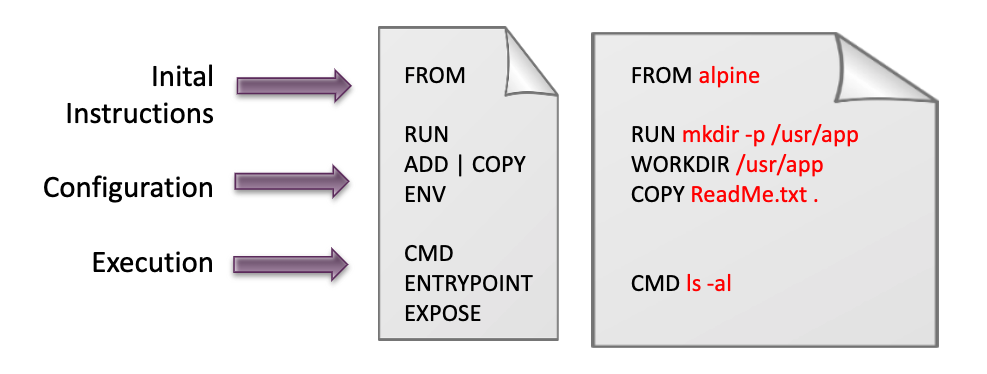 Inital
Instructions
Configuration
Execution
FROM
RUN
ADD | COPY
ENV
CMD
ENTRYPOINT
EXPOSE
FROM alpine
RUN mkdir -p /usr/app
WORKDIR /usr/app
COPY ReadMe.txt .
CMD ls -al